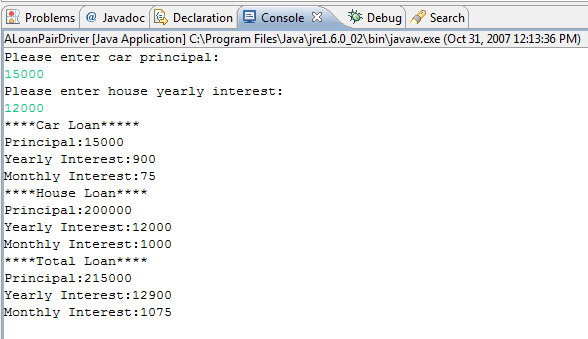 Problems @ Javadoc Declaration Console Debug Search
ALoanPairDriver [Java Application] C:\Program Files\Java\jre1.6.0_02\bin\javaw.exe (Oct 31, 2007 12:13:36 PM)
Please enter car principal:
15000
Please enter house yearly interest:
12000
****Car Loan*****
Principal:15000
Yearly Interest:900
Monthly Interest:75
****House Loan****
Principal:200000
Yearly Interest:12000
Monthly Interest:1000
****Total Loan****
Principal:215000
Yearly Interest:12900
Monthly Interest:1075